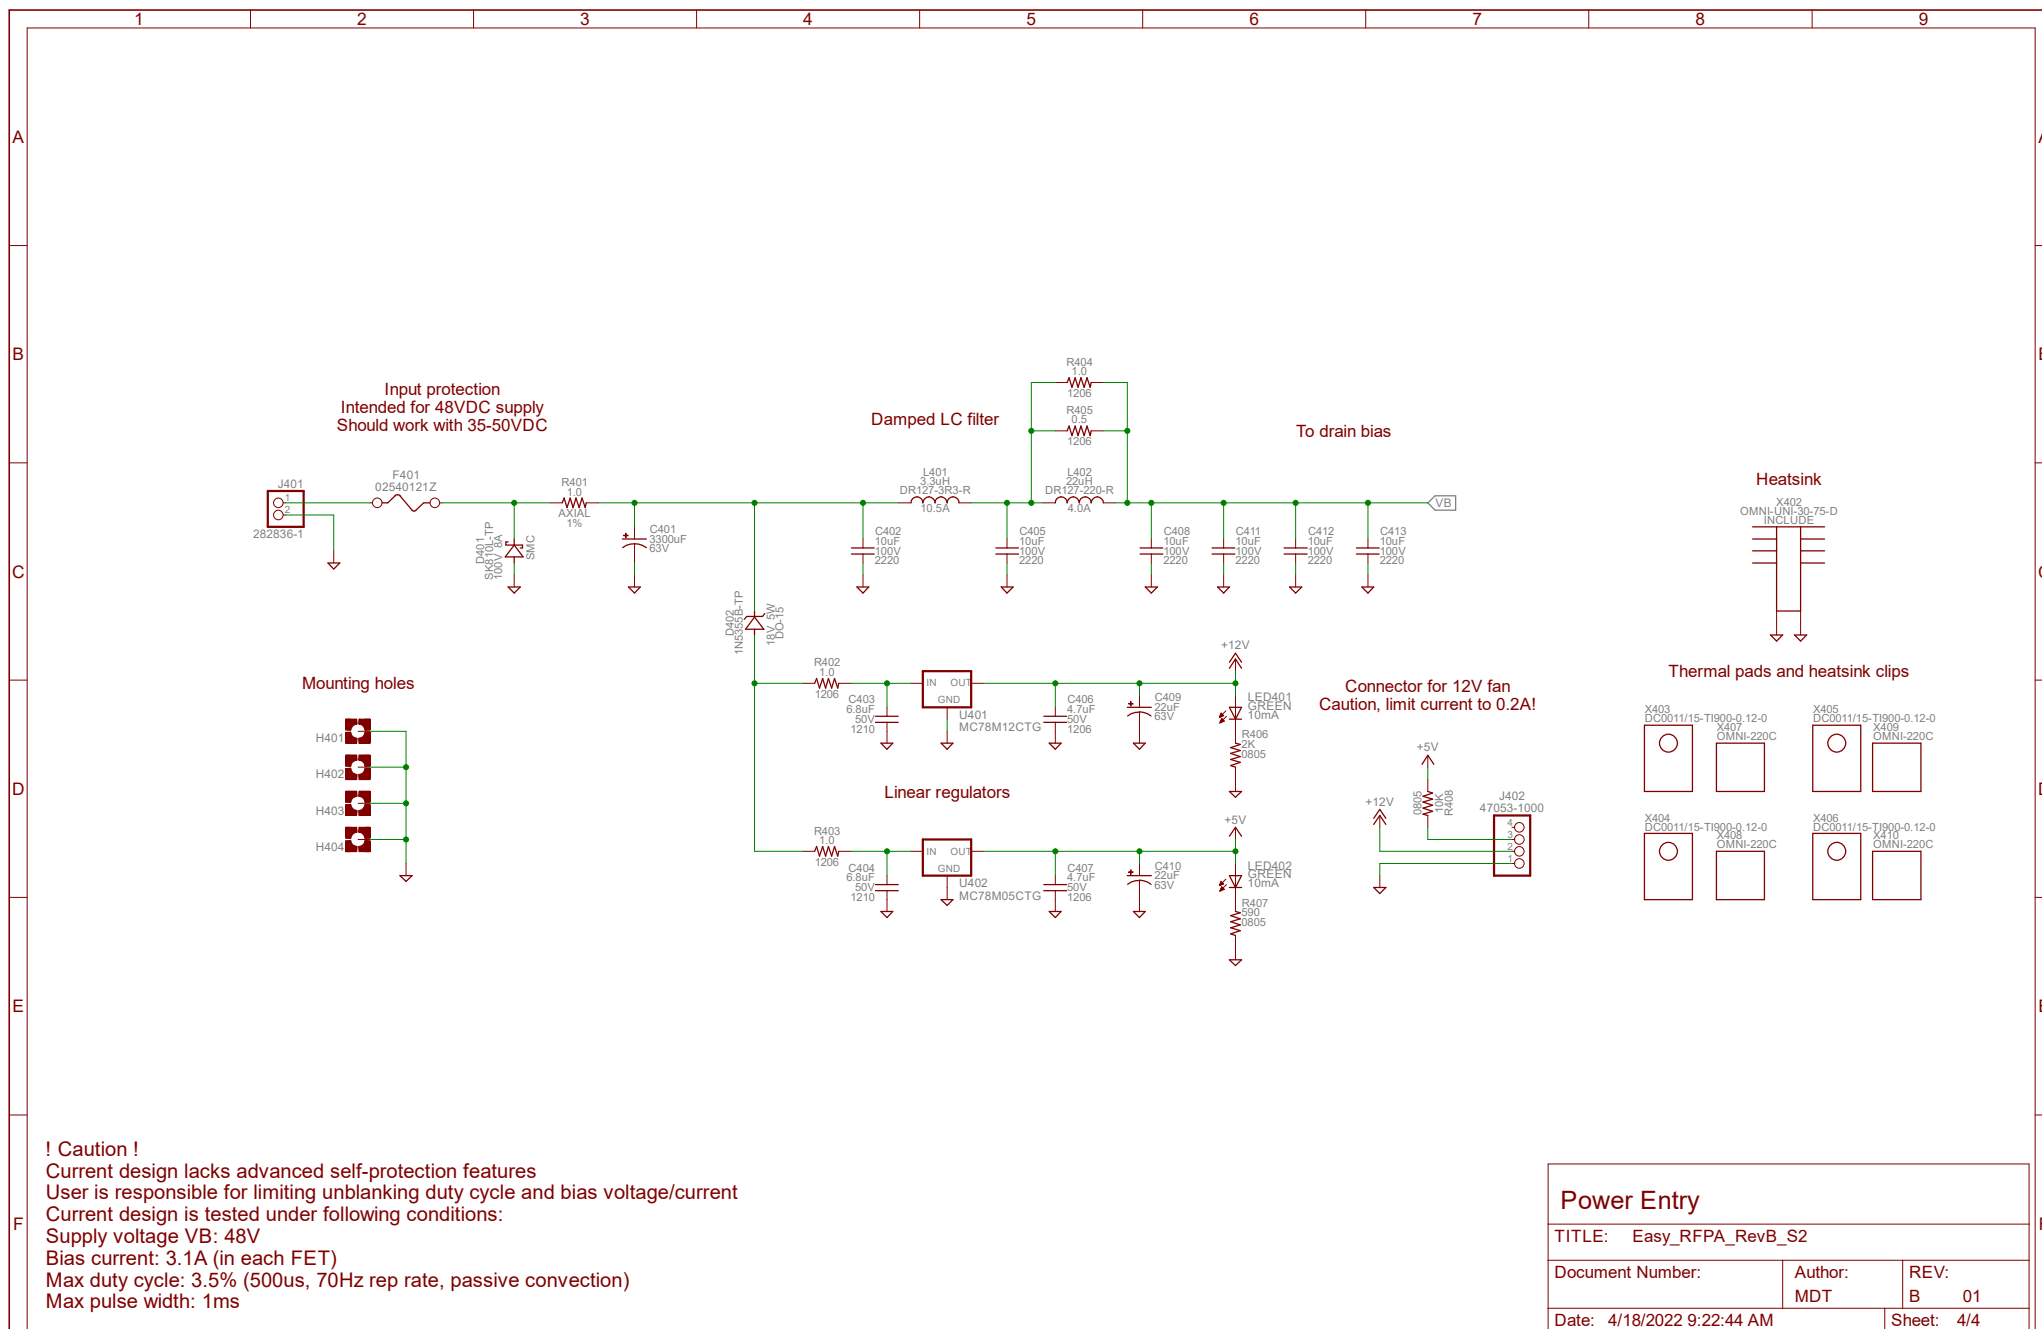 1 2 3 4 5 6 7 8 9
A
B
C
D
E
F
Input protection
Intended for 48VDC supply
Should work with 35-50VDC
J401
1
2
282836-1
F401
02540121Z
D401
SK810L-TP
100V 8A
SMC
R401
1.0
AXIAL
1%
C401
3300uF
63V
Damped LC filter
R404
1.0
1206
R405
0.5
1206
L401
3.3uH
DR127-3R3-R
10.5A
L402
22uH
DR127-220-R
4.0A
To drain bias
VB
C402
10uF
100V
2220
C405
10uF
100V
2220
C408
10uF
100V
2220
C411
10uF
100V
2220
C412
10uF
100V
2220
C413
10uF
100V
2220
D402
1N5355B-TP
18V 5W
DO-15
R402
1.0
1206
C403
6.8uF
50V
1210
IN OUT
GND
U401
MC78M12CTG
C406
4.7uF
50V
1206
C409
22uF
63V
+12V
LED401
GREEN
10mA
R406
2K
0805
Linear regulators
R403
1.0
1206
C404
6.8uF
50V
1210
IN OUT
GND
U402
MC78M05CTG
C407
4.7uF
50V
1206
C410
22uF
63V
+5V
LED402
GREEN
10mA
R407
590
0805
Connector for 12V fan
Caution, limit current to 0.2A!
+5V
0805
10K
R408
+12V
J402
47053-1000
4
3
2
1
Heatsink
X402
OMNI-UNI-30-75-D
INCLUDE
Thermal pads and heatsink clips
X403
DC0011/15-TI900-0.12-0
X407
OMNI-220C
X405
DC0011/15-TI900-0.12-0
X409
OMNI-220C
X404
DC0011/15-TI900-0.12-0
X408
OMNI-220C
X406
DC0011/15-TI900-0.12-0
X410
OMNI-220C
Mounting holes
H401
H402
H403
H404
! Caution !
Current design lacks advanced self-protection features
User is responsible for limiting unblanking duty cycle and bias voltage/current
Current design is tested under following conditions:
Supply voltage VB: 48V
Bias current: 3.1A (in each FET)
Max duty cycle: 3.5% (500us, 70Hz rep rate, passive convection)
Max pulse width: 1ms
Power Entry
TITLE: Easy_RFPA_RevB_S2
Document Number: Author: REV:
MDT B 01
Date: 4/18/2022 9:22:44 AM Sheet: 4/4